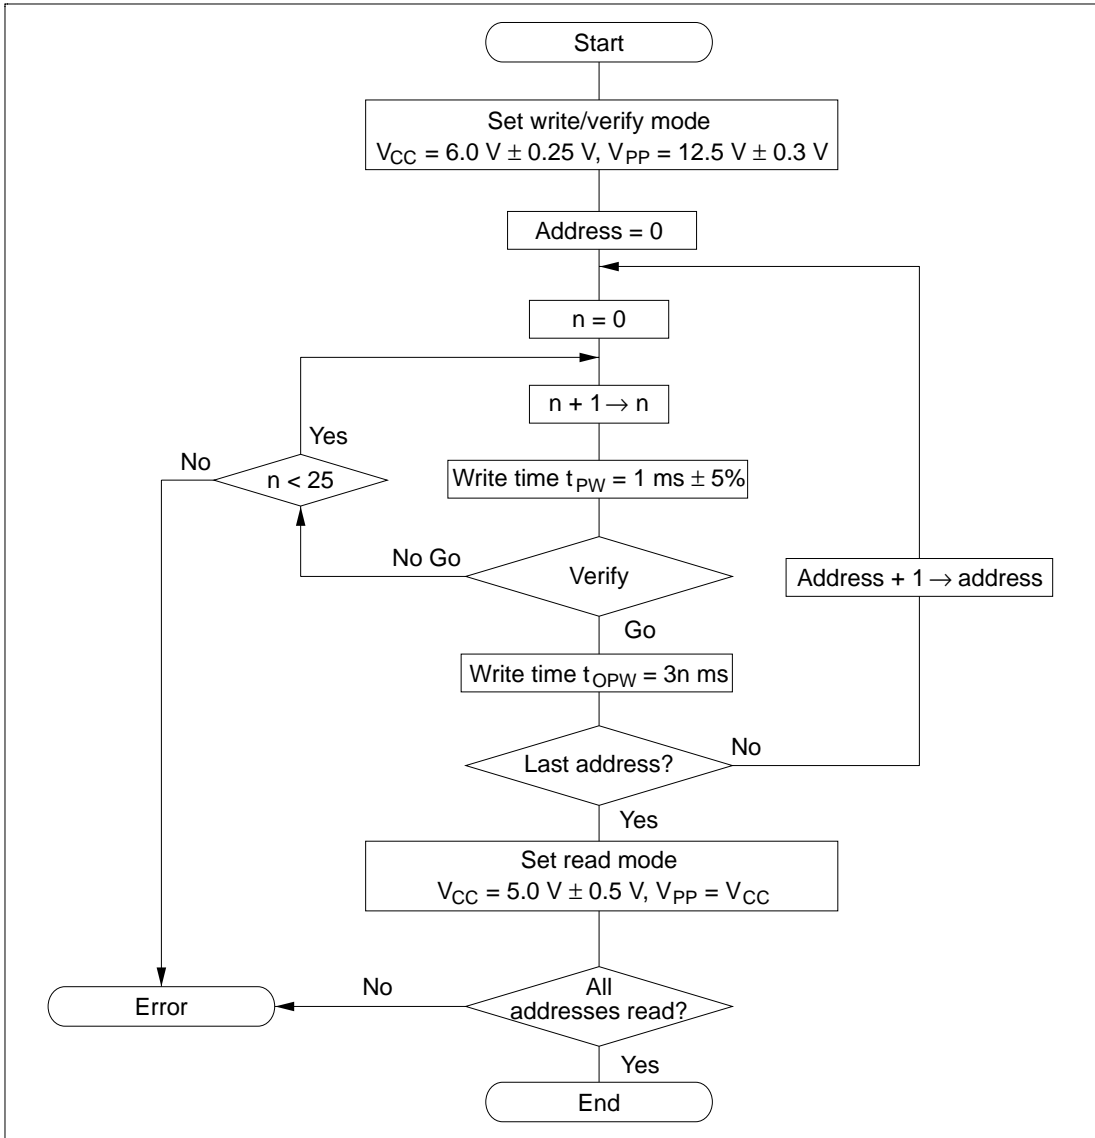 Start
Set write/verify mode
VCC = 6.0 V ± 0.25 V, VPP = 12.5 V ± 0.3 V
Address = 0
n = 0
n + 1 → n
Yes
No
n < 25
Write time tPW = 1 ms ± 5%
No Go
Verify
Address + 1 → address
Go
Write time tOPW = 3n ms
Last address?
No
Yes
Set read mode
VCC = 5.0 V ± 0.5 V, VPP = VCC
All
addresses read?
No
Error
Yes
End